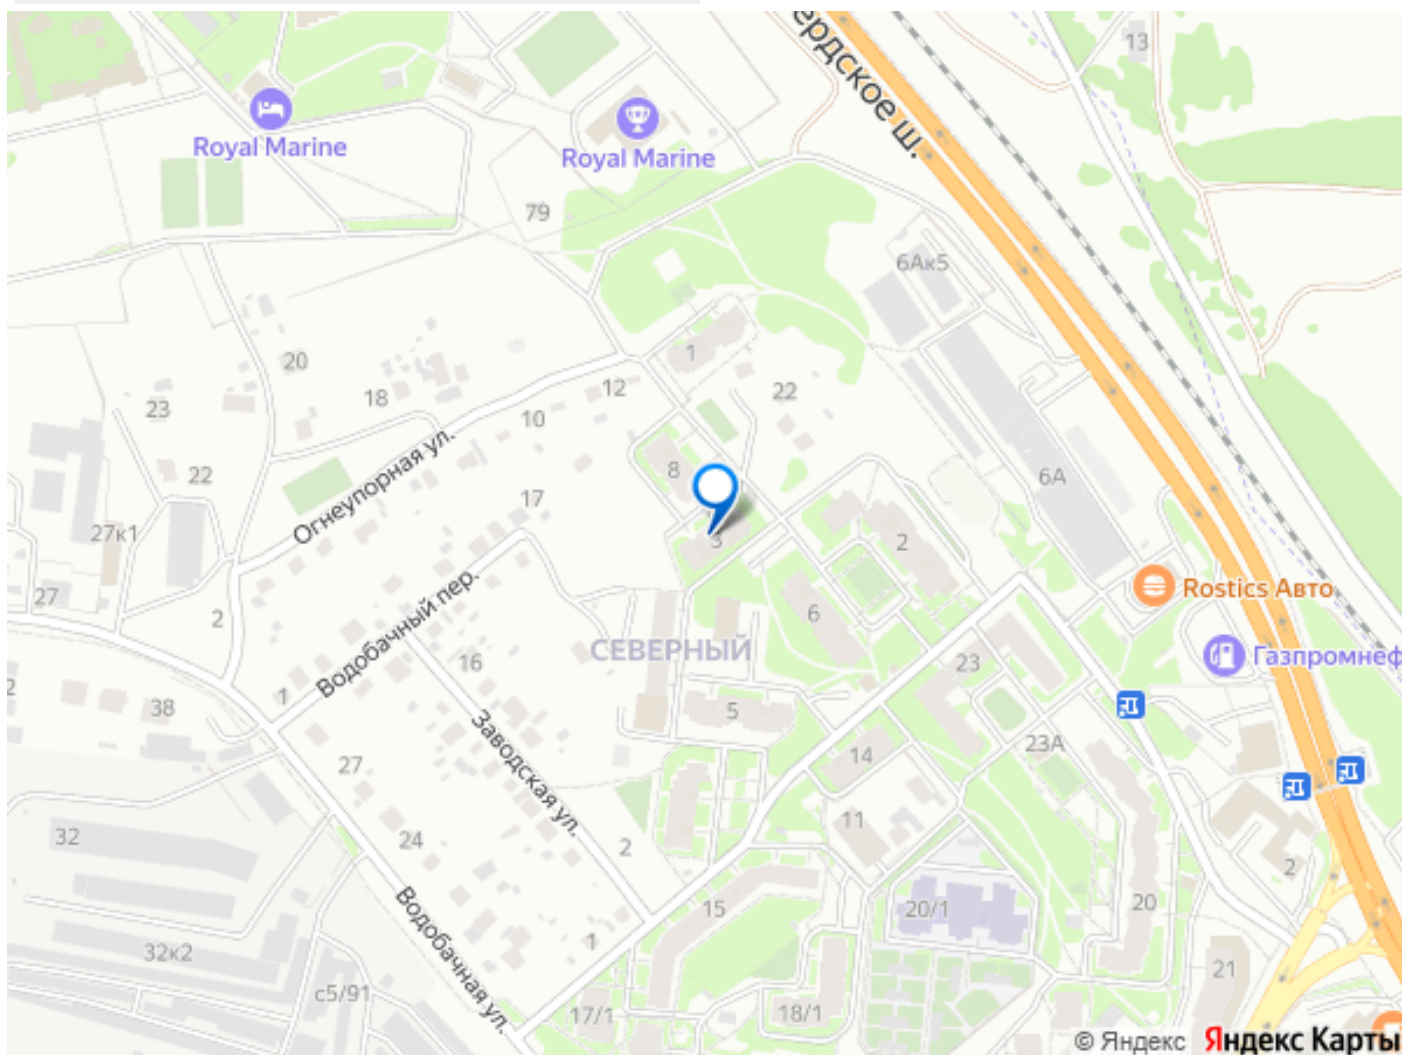 13
ердское ш.
Royal Marine
Royal Marine
79
6Ак5
20
1
12
22
18
23
10
Огнеупорная ул.
22
8
6А
17
27к1
3
2
Rostics Авто
27
2
Водобачный пер.
6
СЕВЕРНЫЙ
16
23
Газпромнеф
2
1
38
5
Заводская ул.
23А
14
27
32
24
11
2
2
20/1
20
15
Водобачная ул.
1
32к2
21
с5/91
17/1
18/1
© Яндекс Яндекс Карты